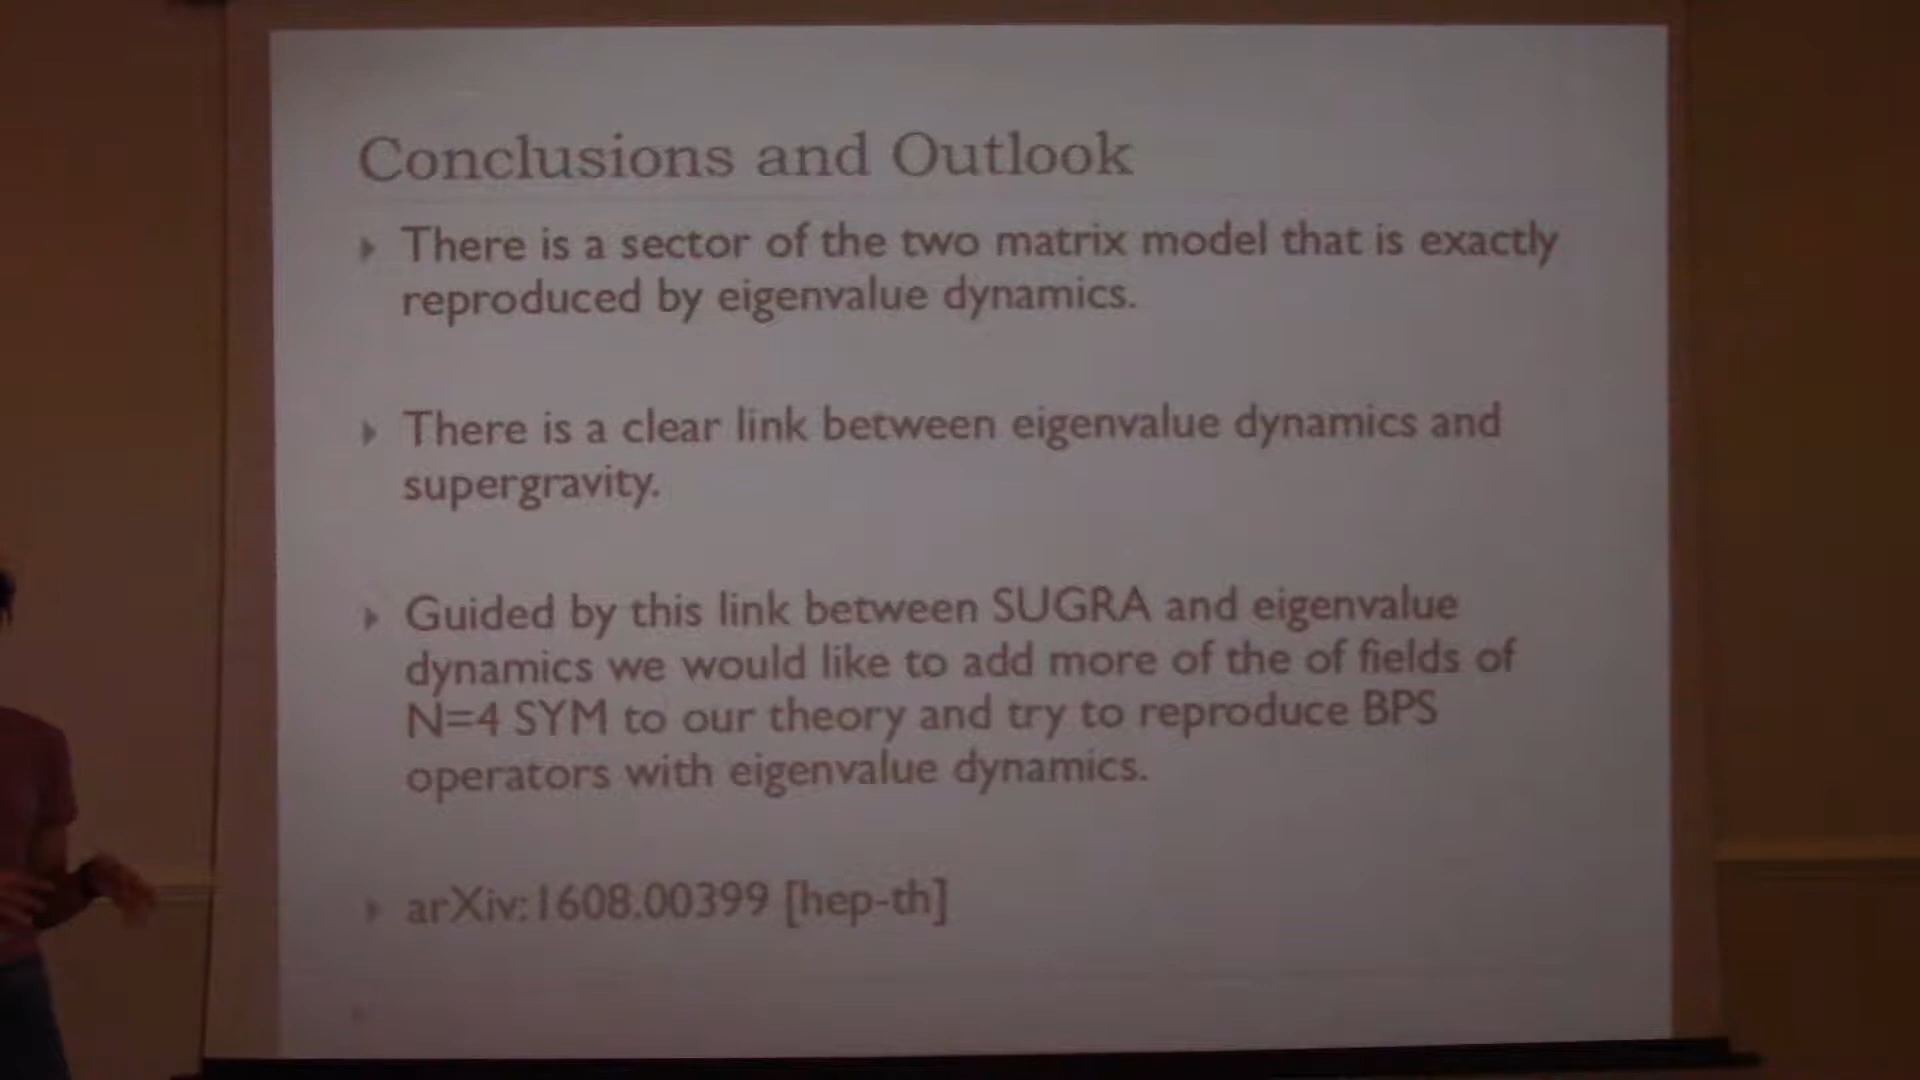 Conclusions and Outlook
There is a sector of the two matrix model that is exactly
reproduced by eigenvalue dynamics.
There is a clear link between eigenvalue dynamics and
supergravity.
Guided by this link between SUGRA and eigenvalue
dynamics we would like to add more of the of fields of
N=4 SYM to our theory and try to reproduce BPS
operators with eigenvalue dynamics.
arXiv:1608.00399 [hep-th]